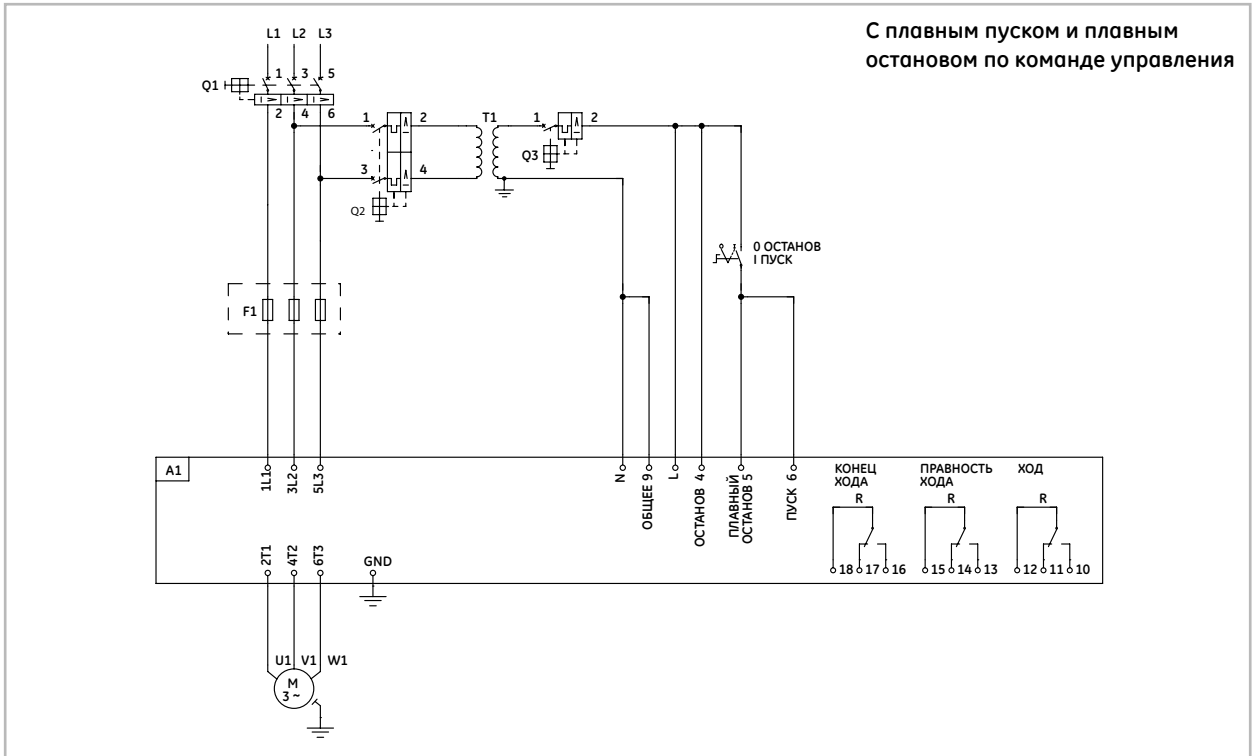 С плавным пуском и плавным
остановом по команде управления
L1 L2 L3
Q1
1 3 5
2 4 6
1 2
3 4
Q2
T1
1 2
Q3
0 ОСТАНОВ
I ПУСК
F1
A1
1L1
3L2
5L3
N
ОБЩЕЕ 9
L
ОСТАНОВ 4
ПЛАВНЫЙ
ОСТАНОВ 5
ПУСК 6
КОНЕЦ
ХОДА
R
18 17 16
ПРАВНОСТЬ
ХОДА
R
15 14 13
ХОД
R
12 11 10
2T1
4T2
6T3
GND
U1 V1 W1
M
3 ~